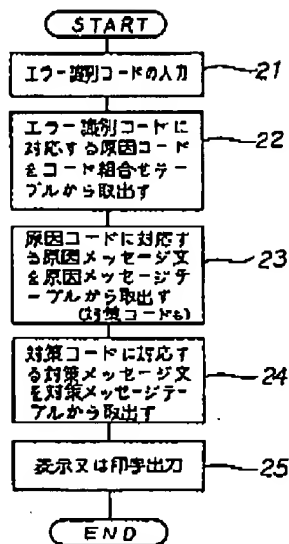 START
エラー識別コードの入力
21
エラー識別コードに
対応する原因コード
をコード組合せテー
ブルから取出す
22
原因コードに対応す
る原因メッセージ文
を原因メッセージテ
ーブルから取出す
(対策コードも)
23
対策コードに対応す
る対策メッセージ文
を対策メッセージテー
ブルから取出す
24
表示又は印字出力
25
END